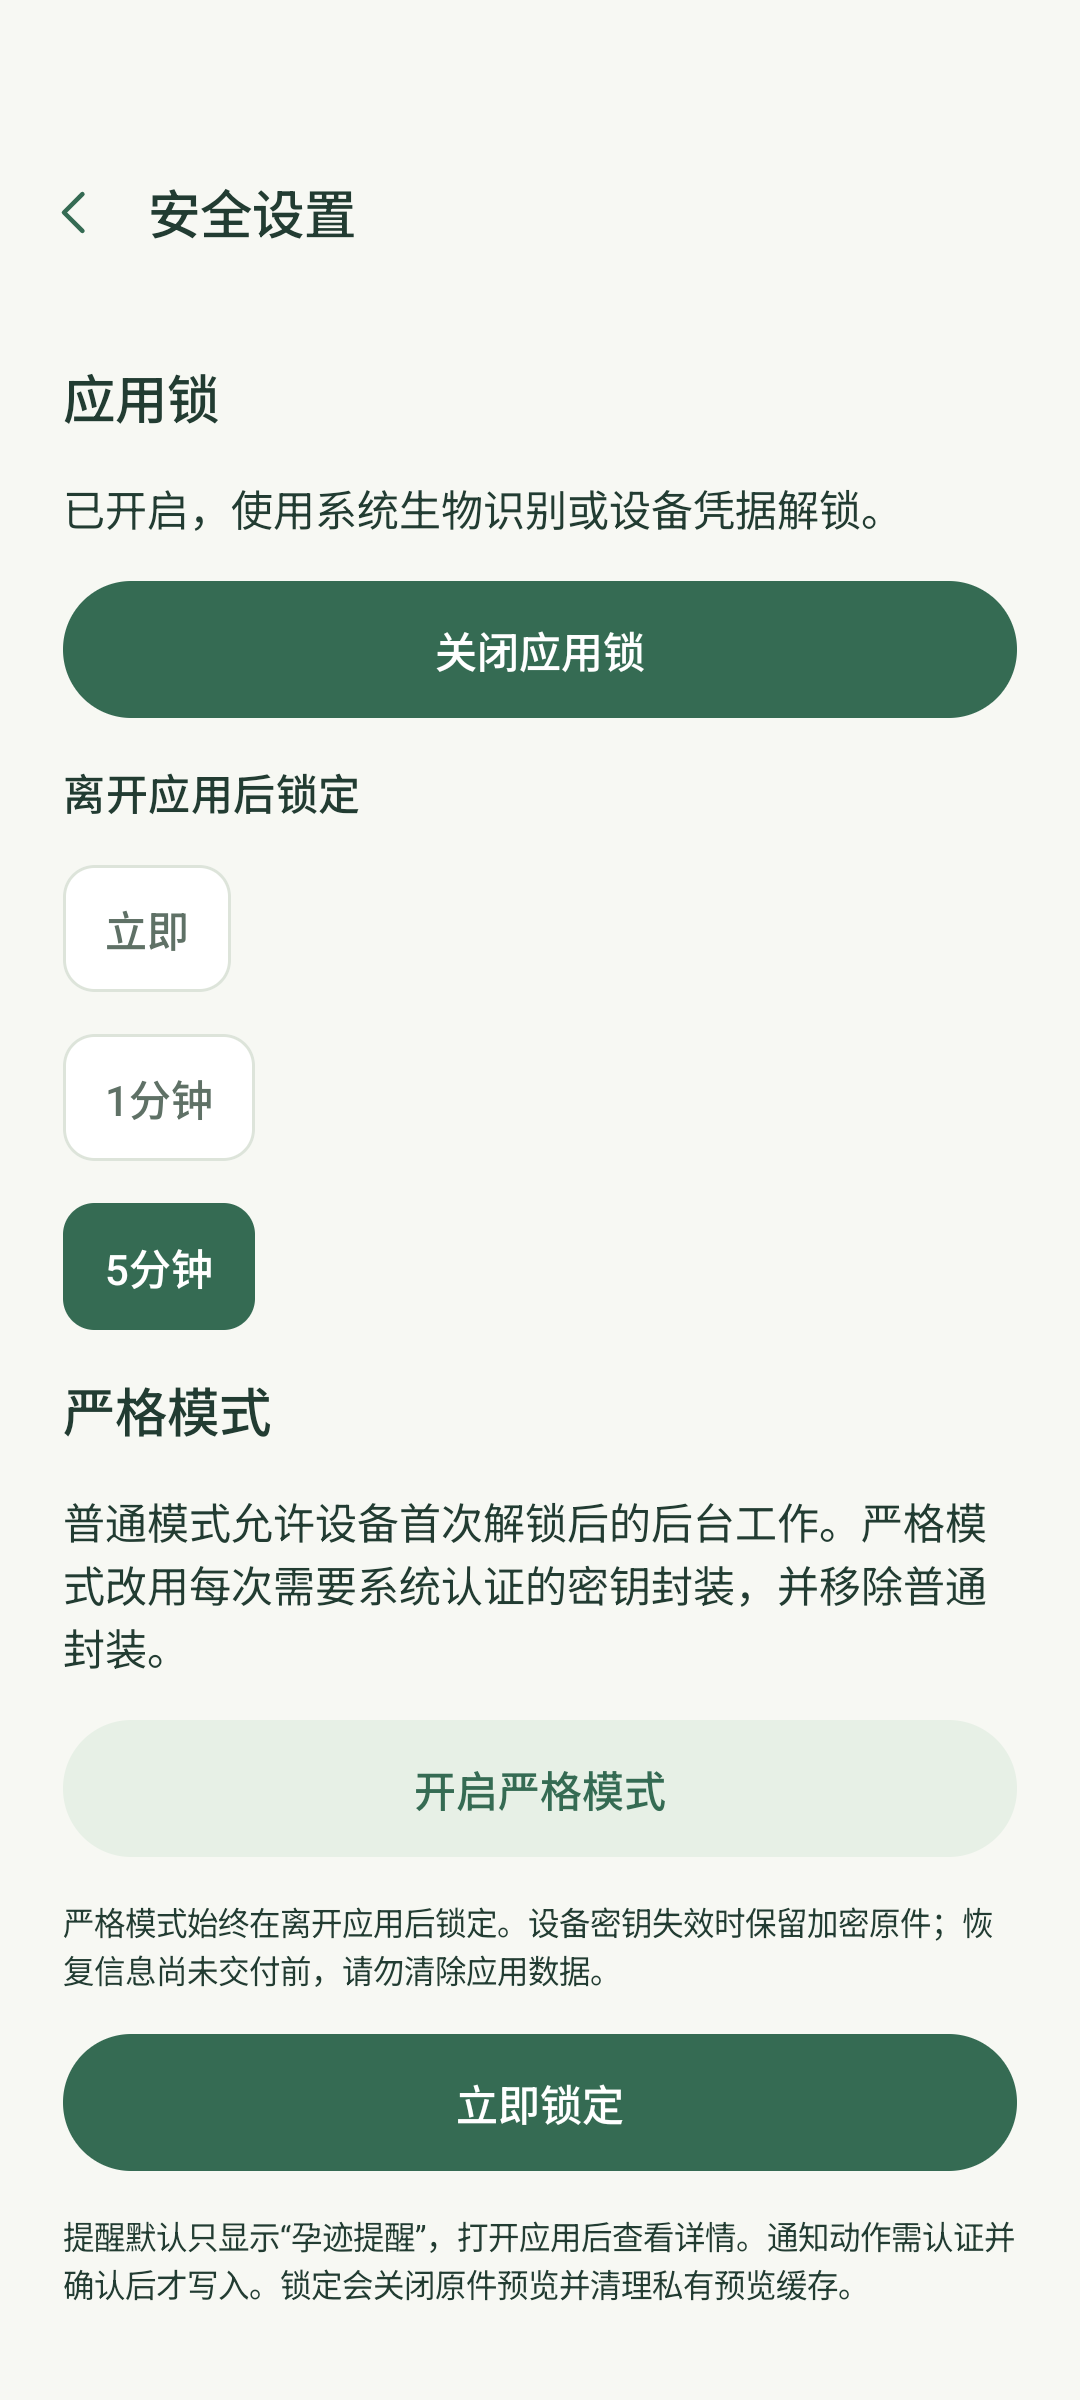 安全设置
应用锁
已开启，使用系统生物识别或设备凭据解锁。
关闭应用锁
离开应用后锁定
立即
1分钟
5分钟
严格模式
普通模式允许设备首次解锁后的后台工作。严格模
式改用每次需要系统认证的密钥封装，并移除普通
封装。
开启严格模式
严格模式始终在离开应用后锁定。设备密钥失效时保留加密原件；恢
复信息尚未交付前，请勿清除应用数据。
立即锁定
提醒默认只显示“孕迹提醒”，打开应用后查看详情。通知动作需认证并
确认后才写入。锁定会关闭原件预览并清理私有预览缓存。